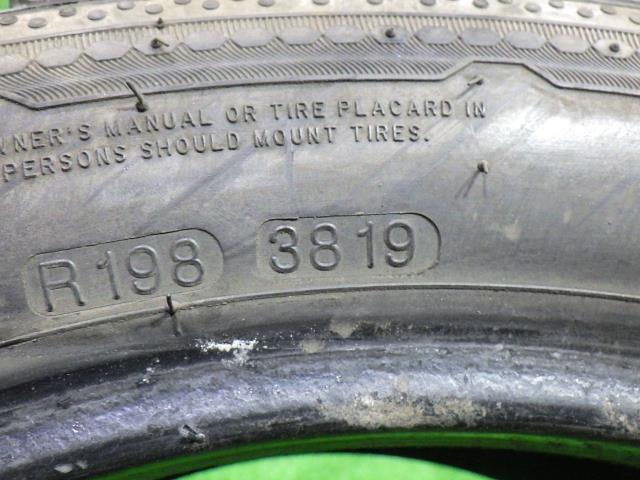 NER'S MANUAL OR TIRE PLACARD IN
PERSONS SHOULD MOUNT TIRES.
R198 3819